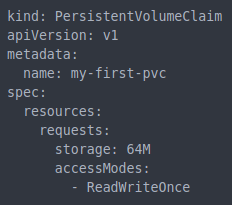 kind: PersistentVolumeClaim
apiVersion: v1
metadata:
  name: my-first-pvc
spec:
  resources:
    requests:
      storage: 64M
      accessModes:
        - ReadWriteOnce